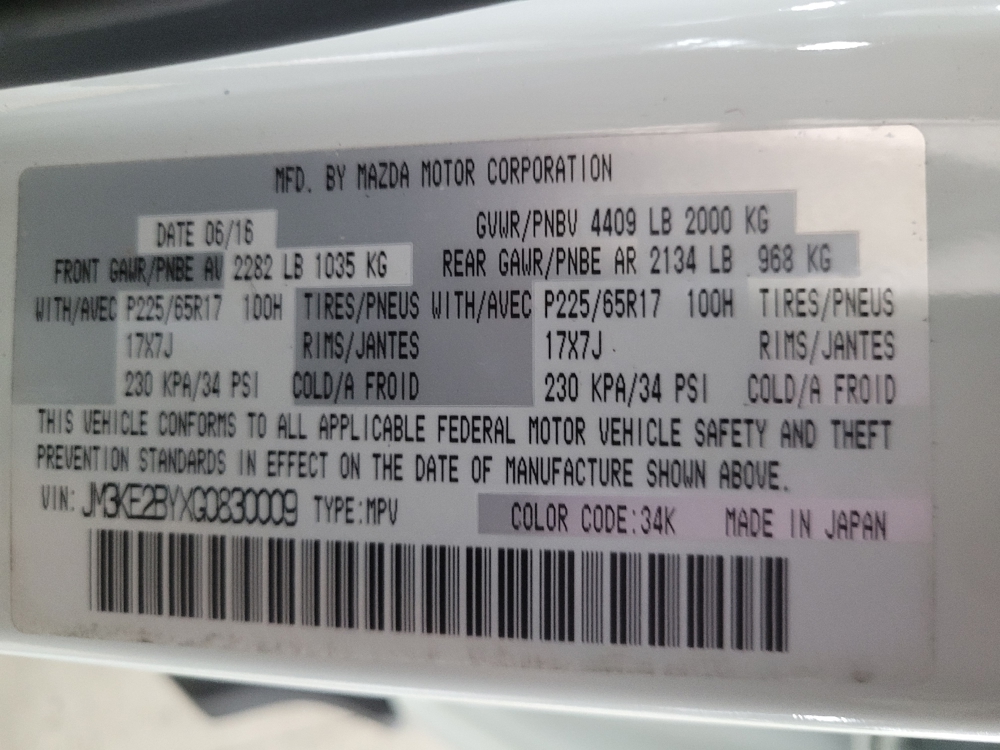 MFD. BY MAZDA MOTOR CORPORATION
DATE 06/16 GVWR/PNBV 4409 LB 2000 KG
FRONT GAWR/PNBE AV 2282 LB 1035 KG REAR GAWR/PNBE AR 2134 LB 968 KG
WITH/AVEC P225/65R17 100H TIRES/PNEUS WITH/AVEC P225/65R17 100H TIRES/PNEUS
17X7J RIMS/JANTES 17X7J RIMS/JANTES
230 KPA/34 PSI COLD/A FROID 230 KPA/34 PSI COLD/A FROID
THIS VEHICLE CONFORMS TO ALL APPLICABLE FEDERAL MOTOR VEHICLE SAFETY AND THEFT
PREVENTION STANDARDS IN EFFECT ON THE DATE OF MANUFACTURE SHOWN ABOVE.
VIN: JM3KE2BYXG0830009 TYPE:MPV COLOR CODE:34K MADE IN JAPAN